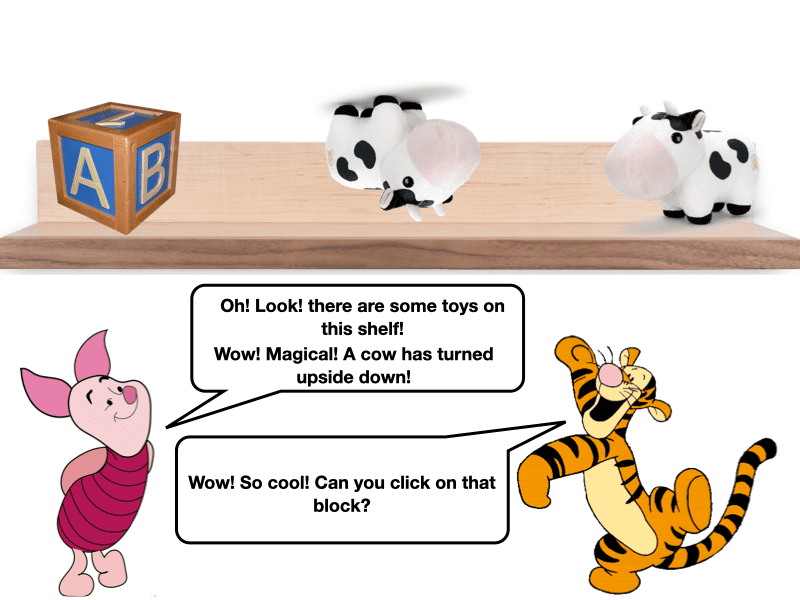 A
B
Oh! Look! there are some toys on
this shelf!
Wow! Magical! A cow has turned
upside down!
Wow! So cool! Can you click on that
block?